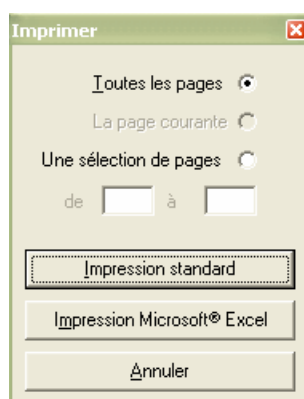 Imprimer
Toutes les pages
La page courante
Une sélection de pages
de à
Impression standard
Impression Microsoft® Excel
Annuler